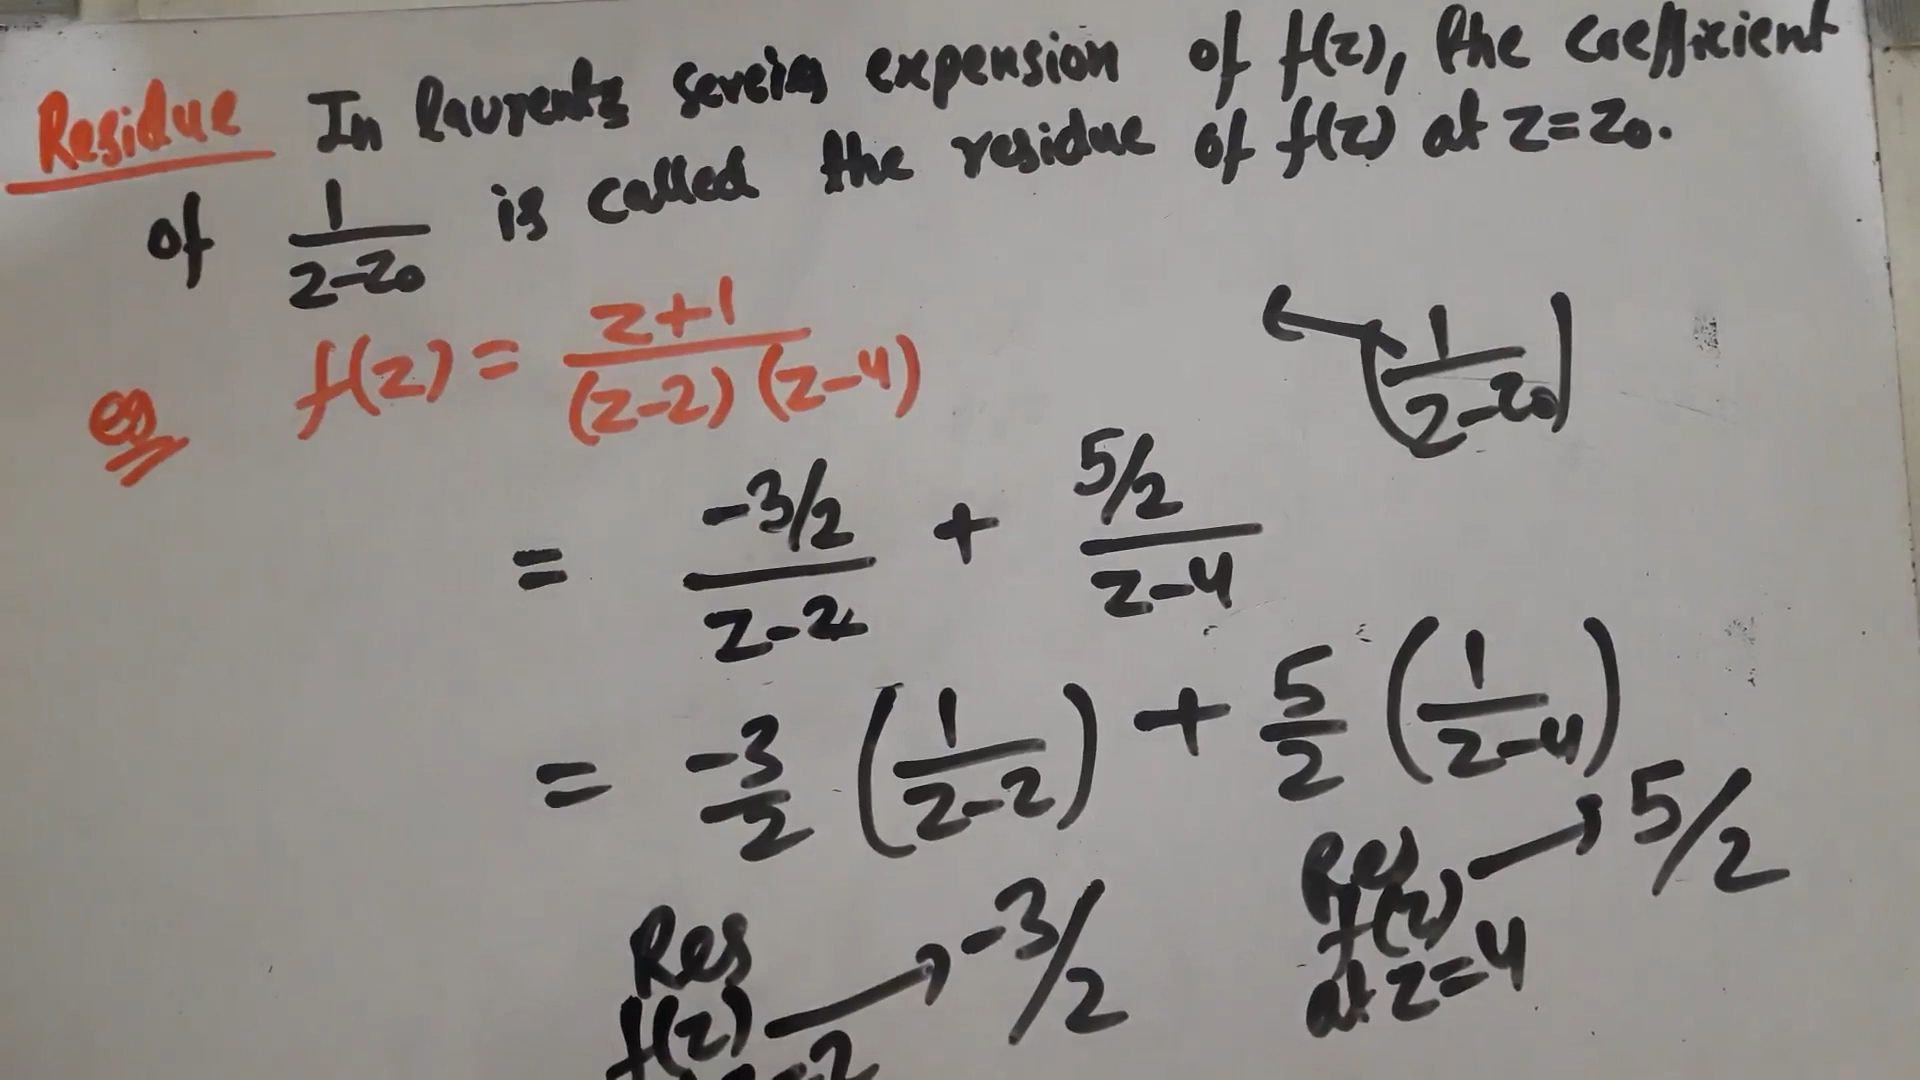 Residue In laurents sereies expension of f(z), the coefficient
of 1/(z-z₀) is called the residue of f(z) at z=z₀.
eg f(z) = z+1/(z-2)(z-4)
(1/(z-z₀))
= -3/2/(z-2) + 5/2/(z-4)
= -3/2 (1/(z-2)) + 5/2 (1/(z-4))
Res f(z) at z=4 → 5/2
Res f(z) → -3/2